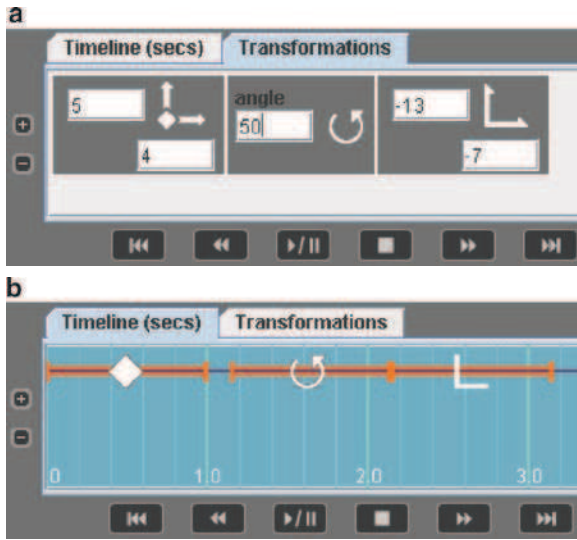 a
Timeline (secs) Transformations
5 angle -13
50
4 -7
b
Timeline (secs) Transformations
.0 1.0 2.0 3.0